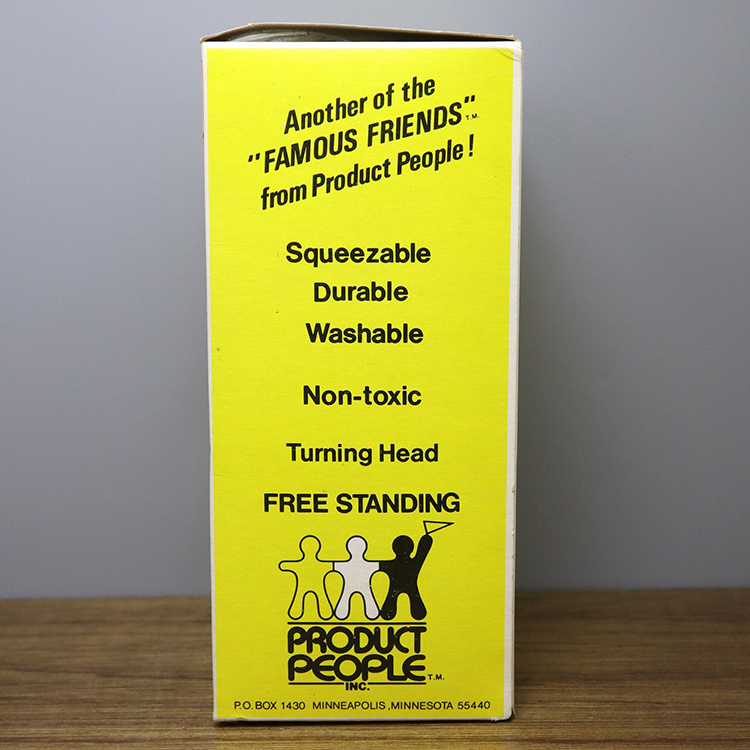 Another of the
"FAMOUS FRIENDS" T.M.
from Product People!
Squeezable
Durable
Washable
Non-toxic
Turning Head
FREE STANDING
PRODUCT
PEOPLE T.M.
INC.
P.O. BOX 1430 MINNEAPOLIS, MINNESOTA 55440